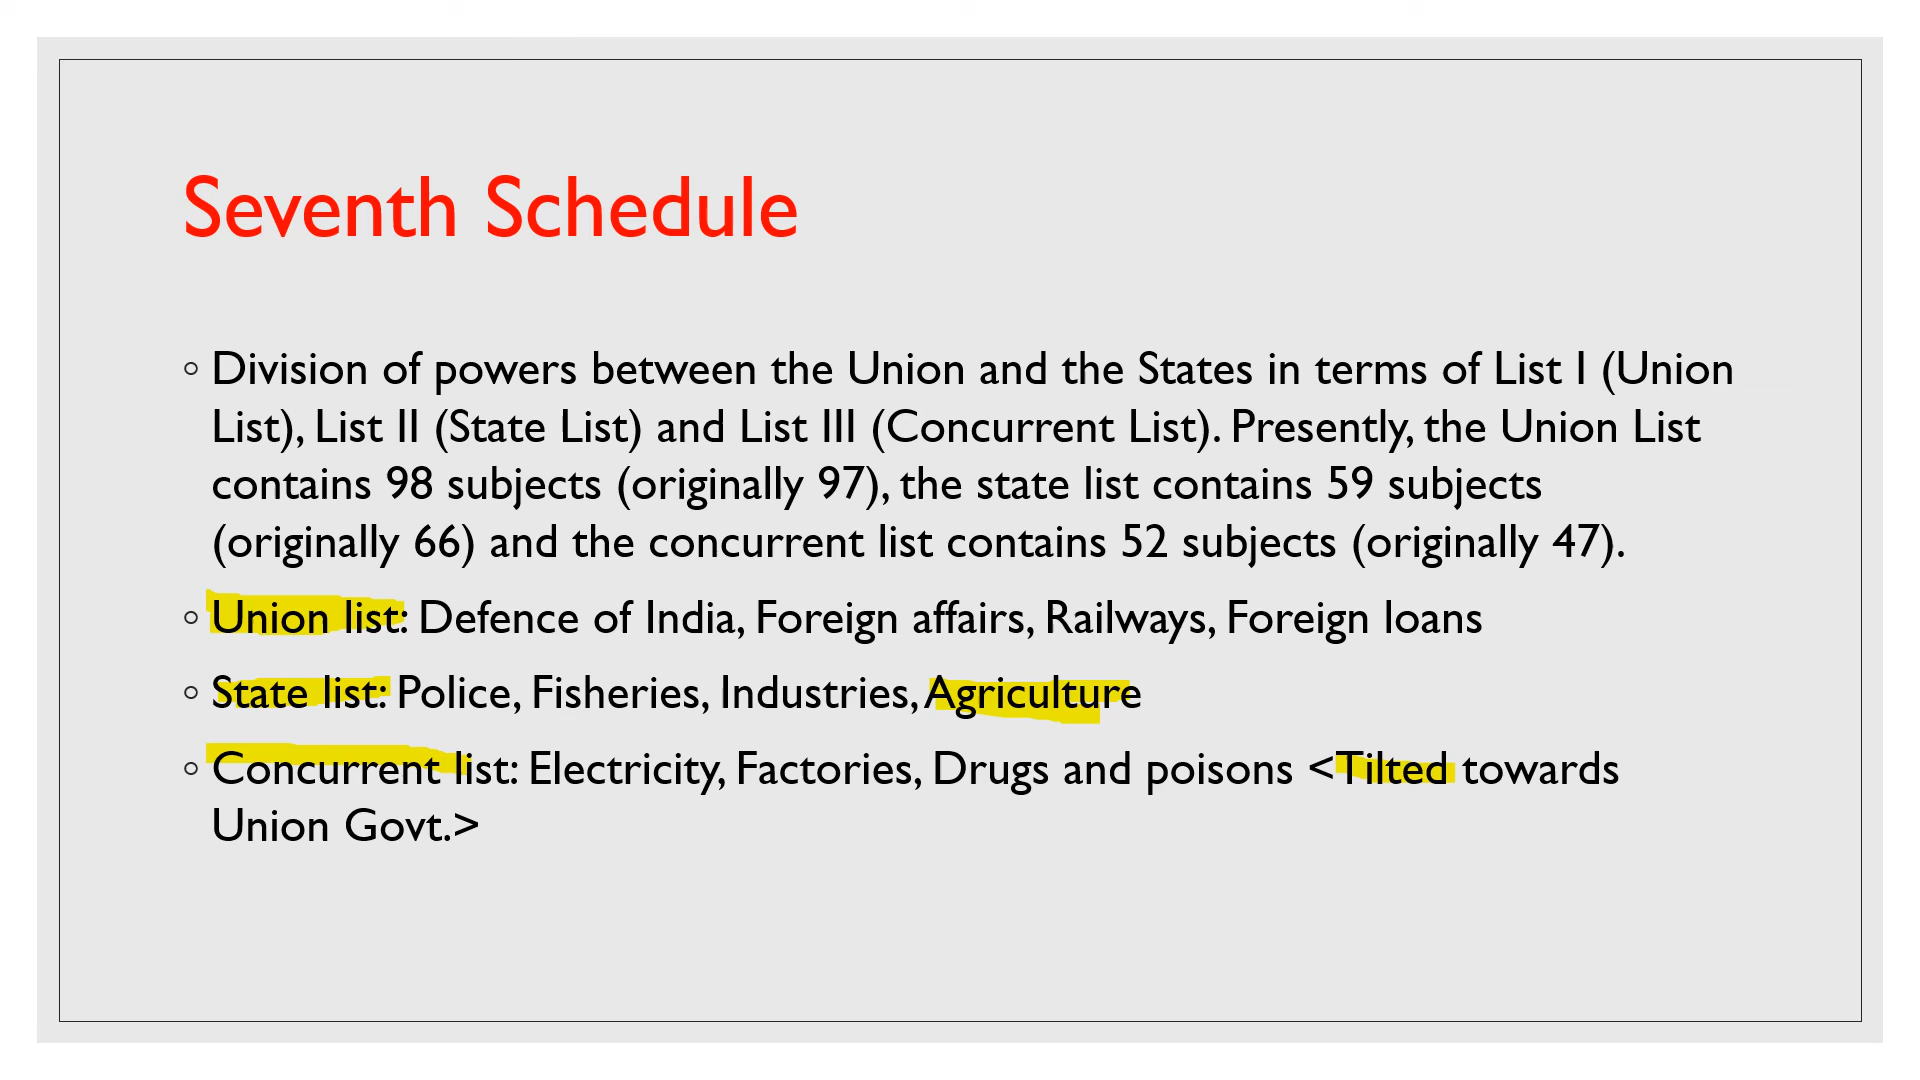 Seventh Schedule
◦ Division of powers between the Union and the States in terms of List I (Union
List), List II (State List) and List III (Concurrent List). Presently, the Union List
contains 98 subjects (originally 97), the state list contains 59 subjects
(originally 66) and the concurrent list contains 52 subjects (originally 47).
◦ Union list: Defence of India, Foreign affairs, Railways, Foreign loans
◦ State list: Police, Fisheries, Industries, Agriculture
◦ Concurrent list: Electricity, Factories, Drugs and poisons <Tilted towards
Union Govt.>